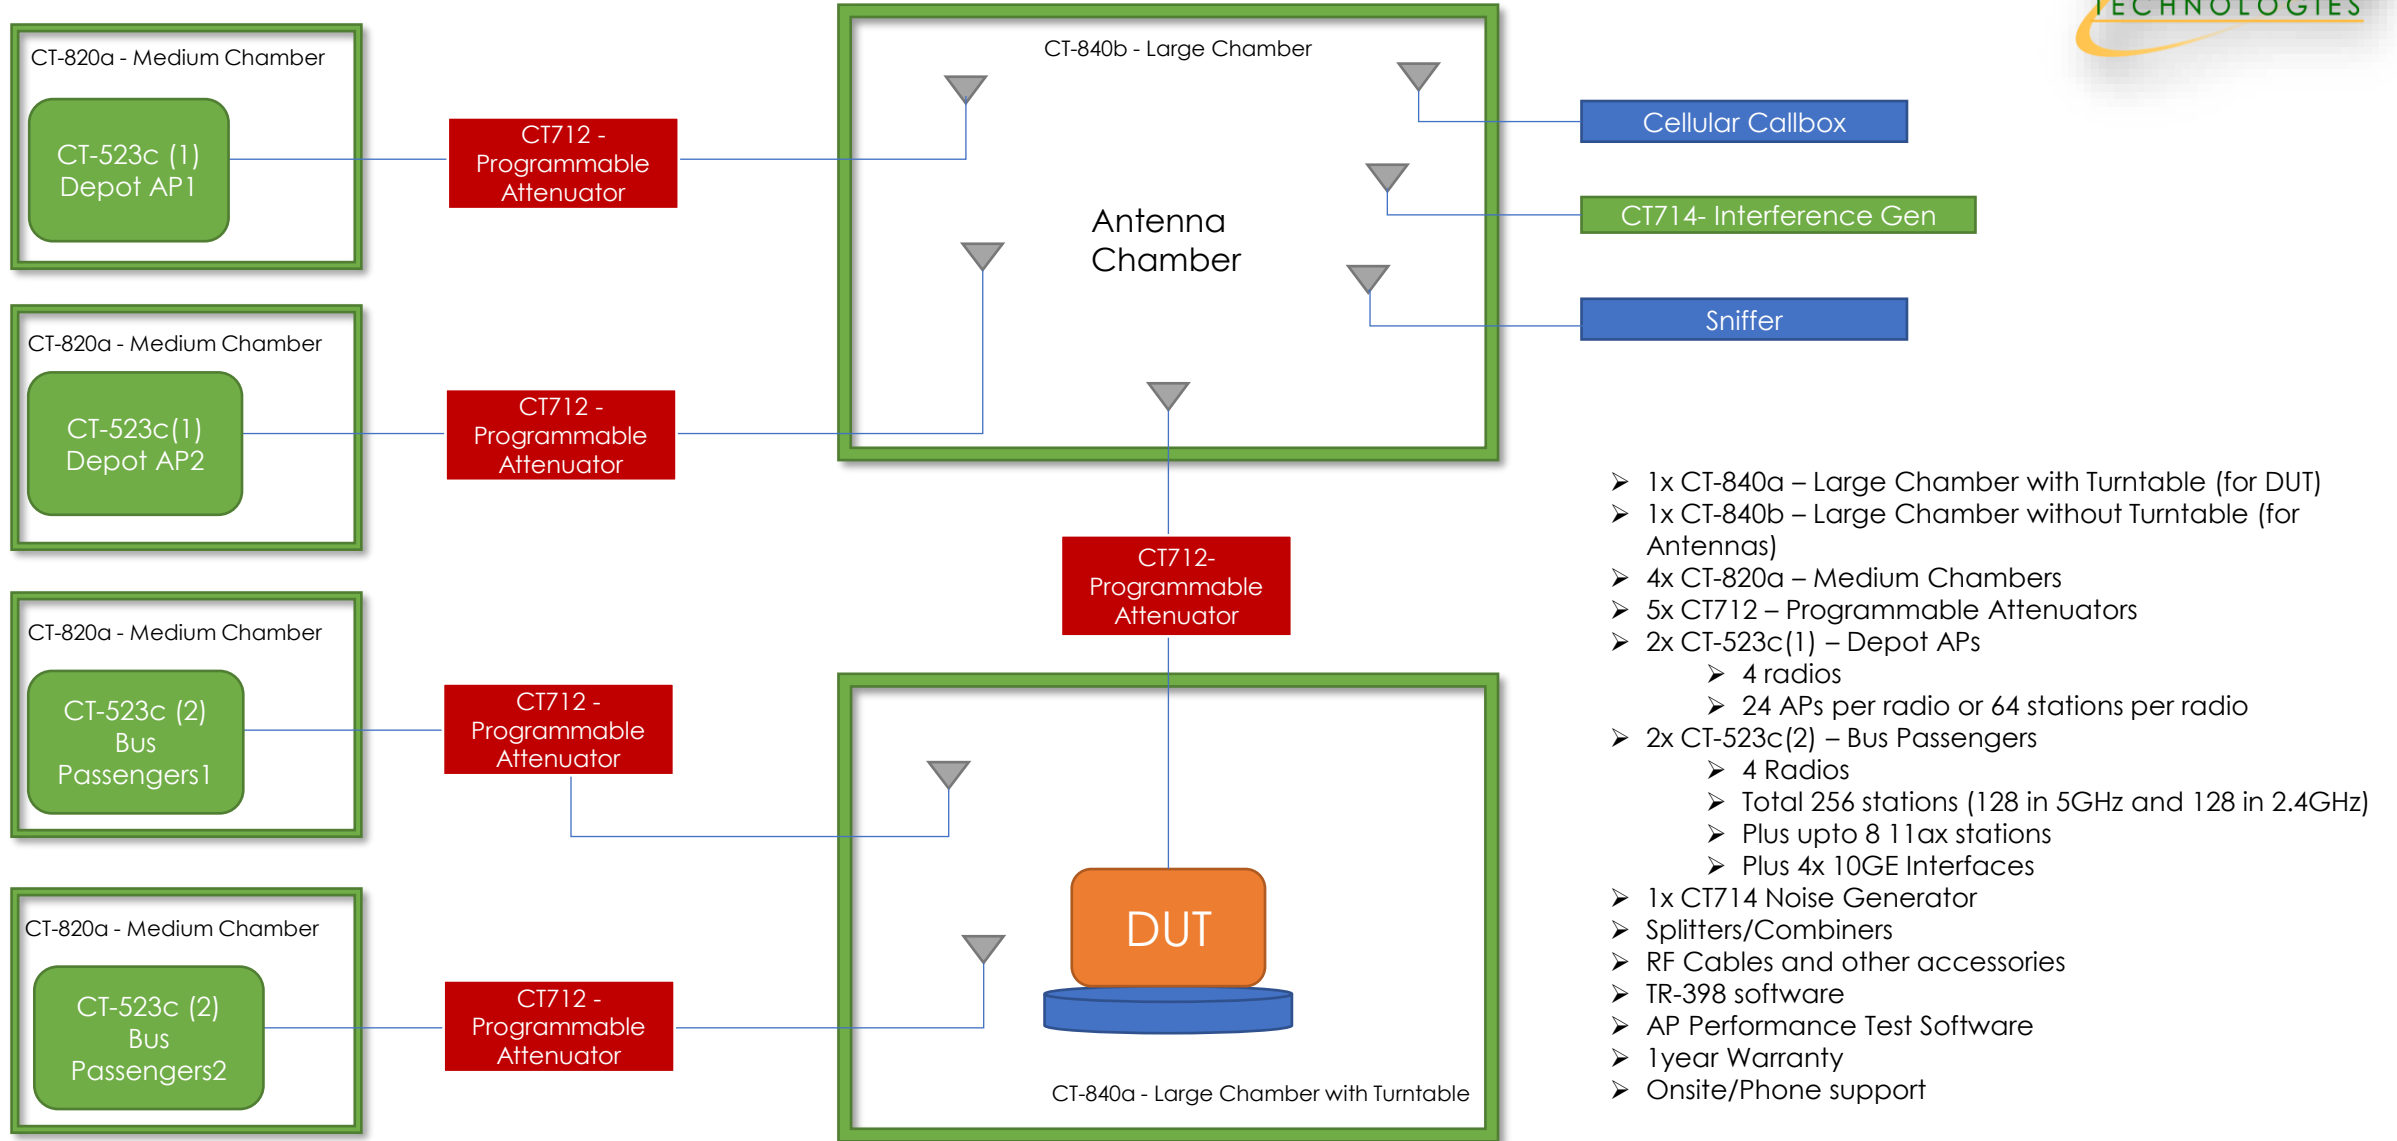 TECHNOLOGIES
CT-820a - Medium Chamber
CT-523c (1)
Depot AP1
CT712 -
Programmable
Attenuator
CT-840b - Large Chamber
Antenna
Chamber
Cellular Callbox
CT714- Interference Gen
Sniffer
CT-820a - Medium Chamber
CT-523c(1)
Depot AP2
CT712 -
Programmable
Attenuator
CT712-
Programmable
Attenuator
CT-820a - Medium Chamber
CT-523c (2)
Bus
Passengers1
CT712 -
Programmable
Attenuator
CT-820a - Medium Chamber
CT-523c (2)
Bus
Passengers2
CT712 -
Programmable
Attenuator
DUT
CT-840a - Large Chamber with Turntable
➢ 1x CT-840a – Large Chamber with Turntable (for DUT)
➢ 1x CT-840b – Large Chamber without Turntable (for
Antennas)
➢ 4x CT-820a – Medium Chambers
➢ 5x CT712 – Programmable Attenuators
➢ 2x CT-523c(1) – Depot APs
➢ 4 radios
➢ 24 APs per radio or 64 stations per radio
➢ 2x CT-523c(2) – Bus Passengers
➢ 4 Radios
➢ Total 256 stations (128 in 5GHz and 128 in 2.4GHz)
➢ Plus upto 8 11ax stations
➢ Plus 4x 10GE Interfaces
➢ 1x CT714 Noise Generator
➢ Splitters/Combiners
➢ RF Cables and other accessories
➢ TR-398 software
➢ AP Performance Test Software
➢ 1year Warranty
➢ Onsite/Phone support